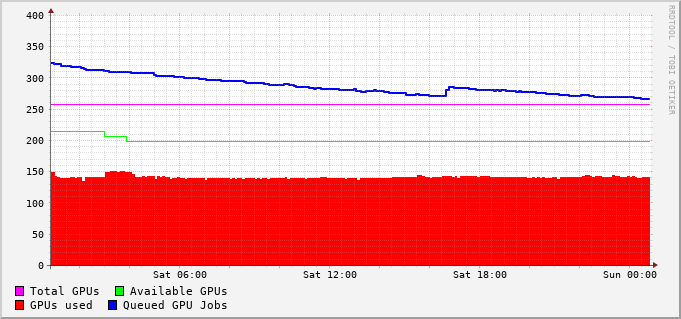 400
350
300
250
200
150
100
50
0
Sat 06:00 Sat 12:00 Sat 18:00 Sun 00:00
Total GPUs Available GPUs
GPUs used Queued GPU Jobs
RRDTOOL / TOBI OETIKER